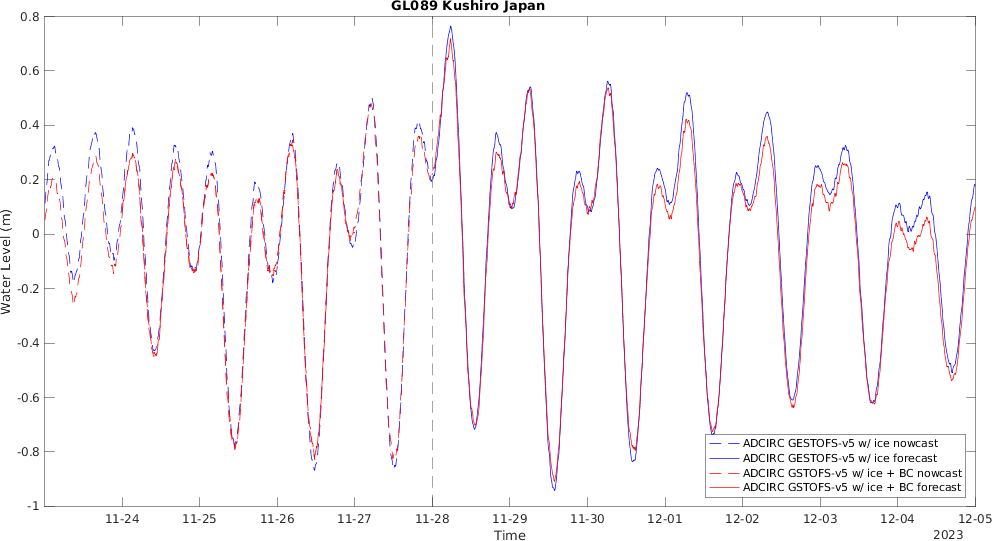 GL089 Kushiro Japan
0.8
0.6
0.4
0.2
0
-0.2
-0.4
-0.6
-0.8
-1
Water Level (m)
ADCIRC GESTOFS-v5 w/ ice nowcast
ADCIRC GESTOFS-v5 w/ ice forecast
ADCIRC GSTOFS-v5 w/ ice + BC nowcast
ADCIRC GSTOFS-v5 w/ ice + BC forecast
11-24 11-25 11-26 11-27 11-28 11-29 11-30 12-01 12-02 12-03 12-04 12-05
Time
2023